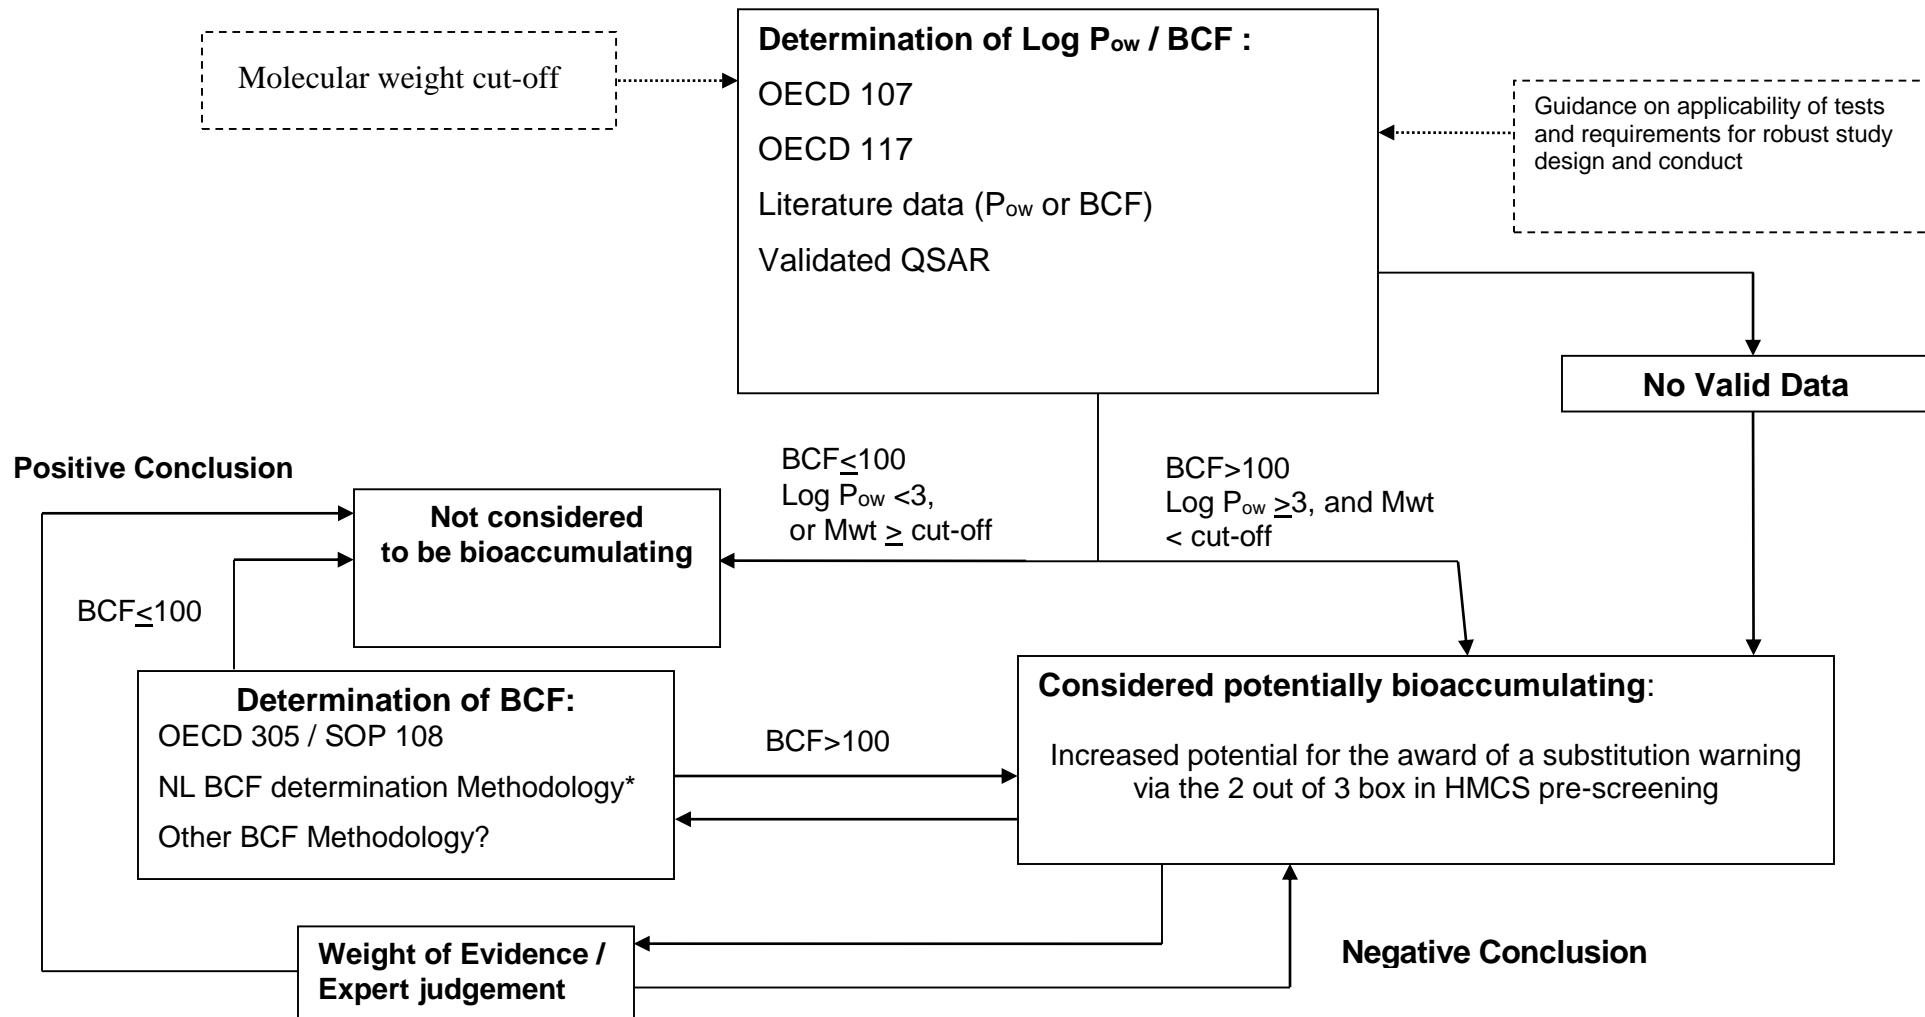 Determination of Log Pow / BCF :
OECD 107
OECD 117
Literature data (Pow or BCF)
Validated QSAR
Molecular weight cut-off
Guidance on applicability of tests
and requirements for robust study
design and conduct
No Valid Data
Positive Conclusion
BCF≤100
Log Pow <3,
or Mwt ≥ cut-off
BCF>100
Log Pow ≥3, and Mwt
< cut-off
Not considered
to be bioaccumulating
BCF≤100
Determination of BCF:
OECD 305 / SOP 108
NL BCF determination Methodology*
Other BCF Methodology?
BCF>100
Considered potentially bioaccumulating:
Increased potential for the award of a substitution warning
via the 2 out of 3 box in HMCS pre-screening
Weight of Evidence /
Expert judgement
Negative Conclusion